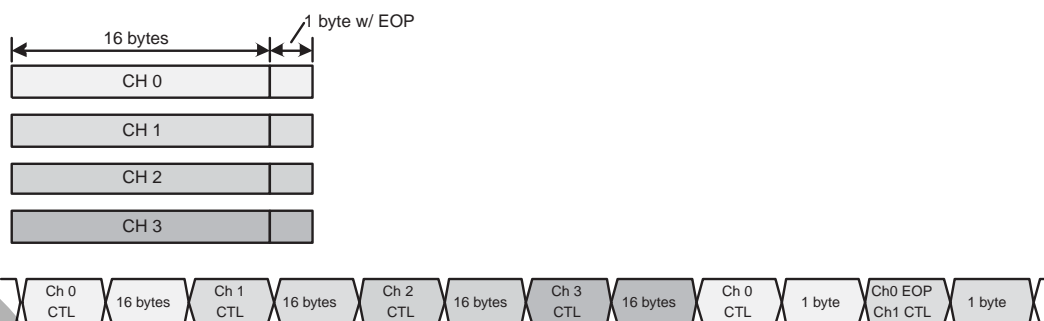 1 byte w/ EOP
16 bytes
CH 0
CH 1
CH 2
CH 3
Ch 0
CTL
16 bytes
Ch 1
CTL
16 bytes
Ch 2
CTL
16 bytes
Ch 3
CTL
16 bytes
Ch 0
CTL
1 byte
Ch0 EOP
Ch1 CTL
1 byte